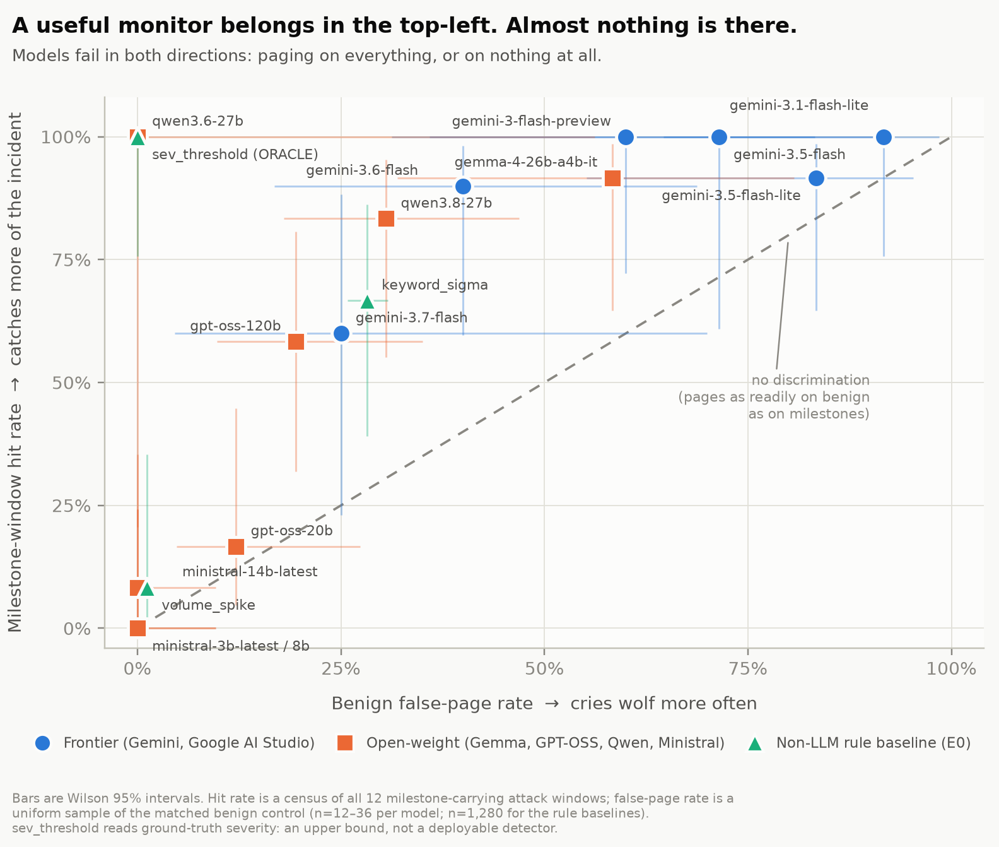 A useful monitor belongs in the top-left. Almost nothing is there.
Models fail in both directions: paging on everything, or on nothing at all.
Milestone-window hit rate → catches more of the incident
100%
75%
50%
25%
0%
qwen3.6-27b
sev_threshold (ORACLE)
gemini-3-flash-preview
gemini-3.1-flash-lite
gemini-3.5-flash
gemini-3.6-flash
gemma-4-26b-a4b-it
gemini-3.5-flash-lite
qwen3.8-27b
keyword_sigma
gemini-3.7-flash
gpt-oss-120b
no discrimination
(pages as readily on benign
as on milestones)
gpt-oss-20b
ministral-14b-latest
volume_spike
ministral-3b-latest / 8b
0%
25%
50%
75%
100%
Benign false-page rate → cries wolf more often
Frontier (Gemini, Google AI Studio)
Open-weight (Gemma, GPT-OSS, Qwen, Ministral)
Non-LLM rule baseline (E0)
Bars are Wilson 95% intervals. Hit rate is a census of all 12 milestone-carrying attack windows; false-page rate is a
uniform sample of the matched benign control (n=12–36 per model; n=1,280 for the rule baselines).
sev_threshold reads ground-truth severity: an upper bound, not a deployable detector.